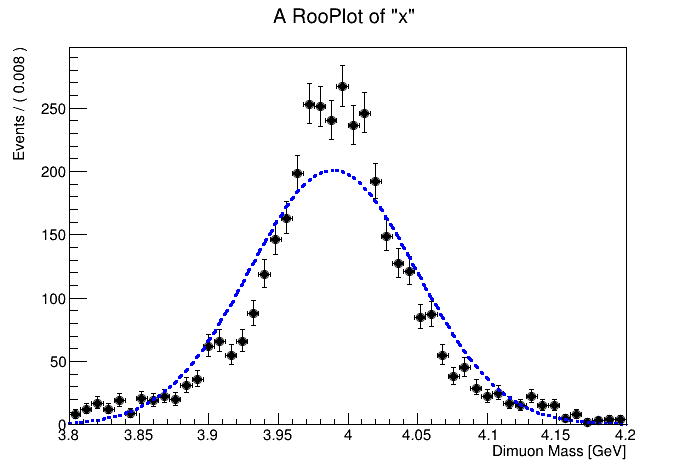 A RooPlot of "x"
Events / ( 0.008 )
250
200
150
100
50
0
3.8 3.85 3.9 3.95 4 4.05 4.1 4.15 4.2
Dimuon Mass [GeV]